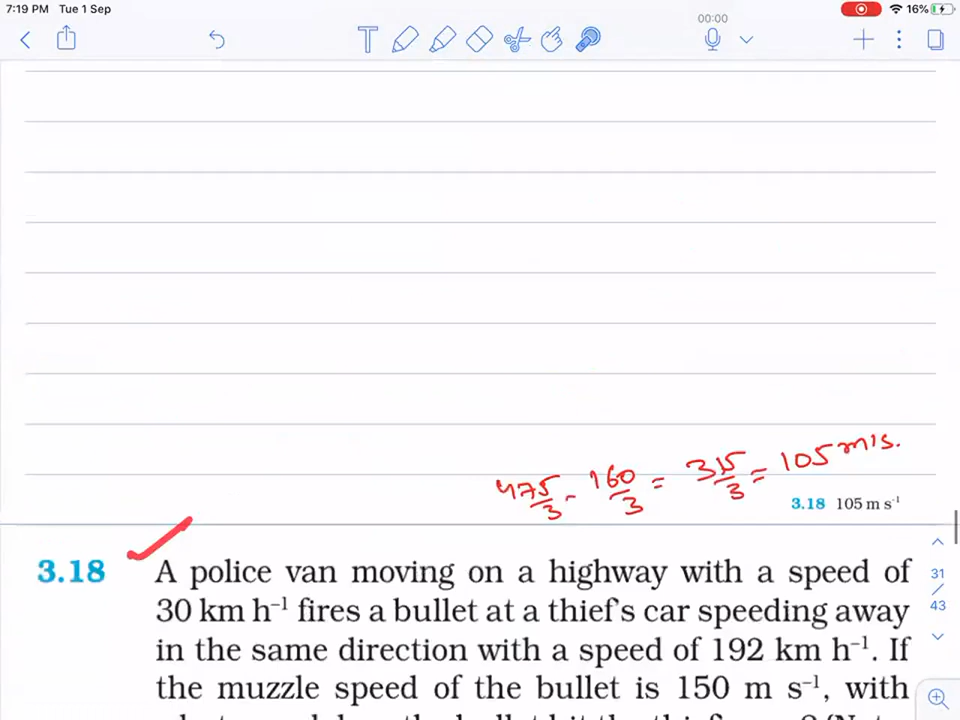 7:19 PM Tue 1 Sep
16%
00:00
T
475/3 - 160/3 = 315/3 = 105 m/s.
3.18 105 m s⁻¹
3.18 A police van moving on a highway with a speed of
30 km h⁻¹ fires a bullet at a thief's car speeding away
in the same direction with a speed of 192 km h⁻¹. If
the muzzle speed of the bullet is 150 m s⁻¹, with
31
/
43